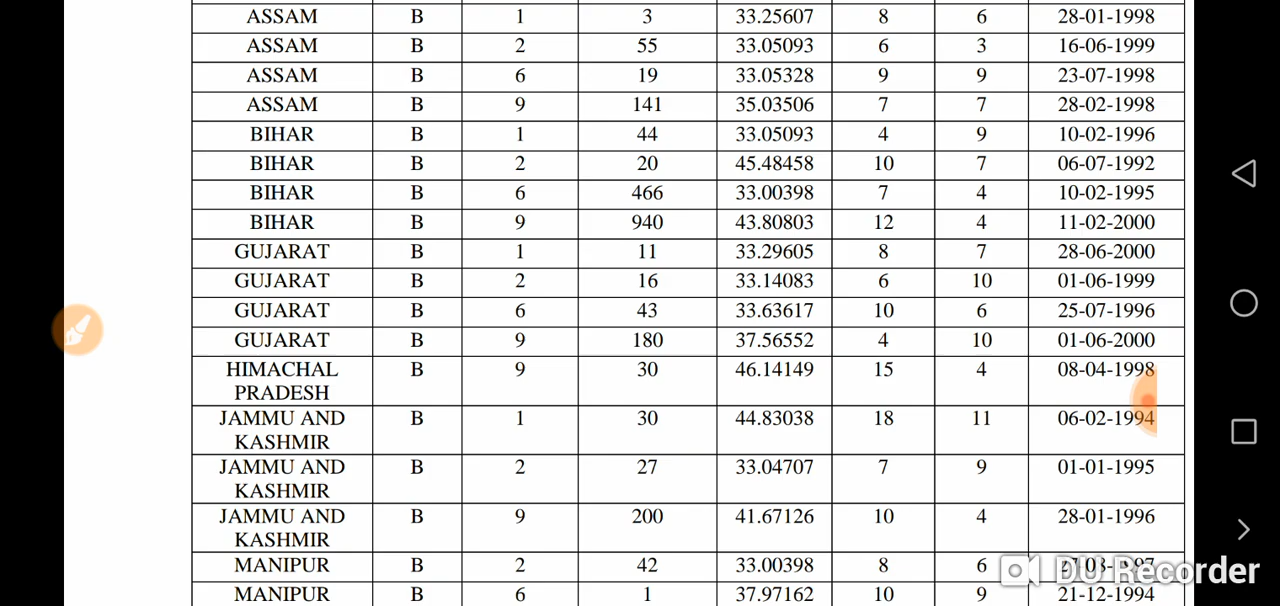 ASSAM B 1 3 33.25607 8 6 28-01-1998
ASSAM B 2 55 33.05093 6 3 16-06-1999
ASSAM B 6 19 33.05328 9 9 23-07-1998
ASSAM B 9 141 35.03506 7 7 28-02-1998
BIHAR B 1 44 33.05093 4 9 10-02-1996
BIHAR B 2 20 45.48458 10 7 06-07-1992
BIHAR B 6 466 33.00398 7 4 10-02-1995
BIHAR B 9 940 43.80803 12 4 11-02-2000
GUJARAT B 1 11 33.29605 8 7 28-06-2000
GUJARAT B 2 16 33.14083 6 10 01-06-1999
GUJARAT B 6 43 33.63617 10 6 25-07-1996
GUJARAT B 9 180 37.56552 4 10 01-06-2000
HIMACHAL B 9 30 46.14149 15 4 08-04-1998
PRADESH
JAMMU AND B 1 30 44.83038 18 11 06-02-1994
KASHMIR
JAMMU AND B 2 27 33.04707 7 9 01-01-1995
KASHMIR
JAMMU AND B 9 200 41.67126 10 4 28-01-1996
KASHMIR
MANIPUR B 2 42 33.00398 8 6
DU Recorder
MANIPUR B 6 1 37.97162 10 9 21-12-1994